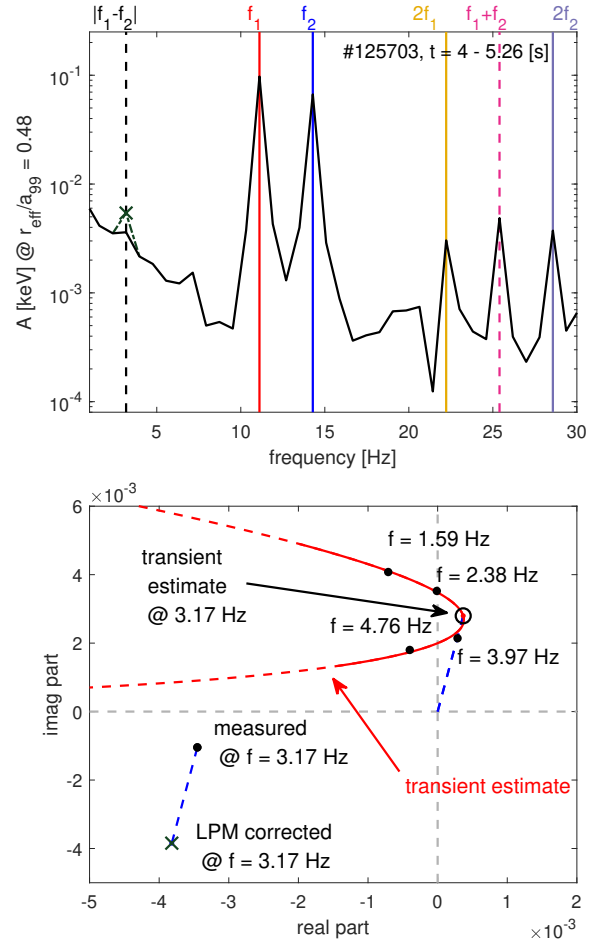 |f₁-f₂| f₁ f₂ 2f₁ f₁+f₂ 2f₂
#125703, t = 4 - 5.26 [s]
A [keV] @ r_eff/a₉₉ = 0.48
10⁻¹
10⁻²
10⁻³
10⁻⁴
5 10 15 20 25 30
frequency [Hz]
×10⁻³
imag part
6
4
2
0
-2
-4
f = 1.59 Hz
transient
estimate
@ 3.17 Hz
f = 2.38 Hz
f = 4.76 Hz
f = 3.97 Hz
measured
@ f = 3.17 Hz
transient estimate
LPM corrected
@ f = 3.17 Hz
-5 -4 -3 -2 -1 0 1 2
real part
×10⁻³